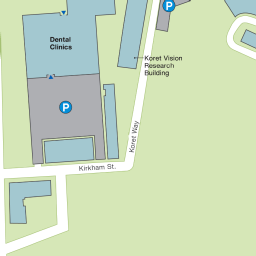 P
Dental
Clinics
Koret Vision
Research
Building
P
Koret Way
Kirkham St.